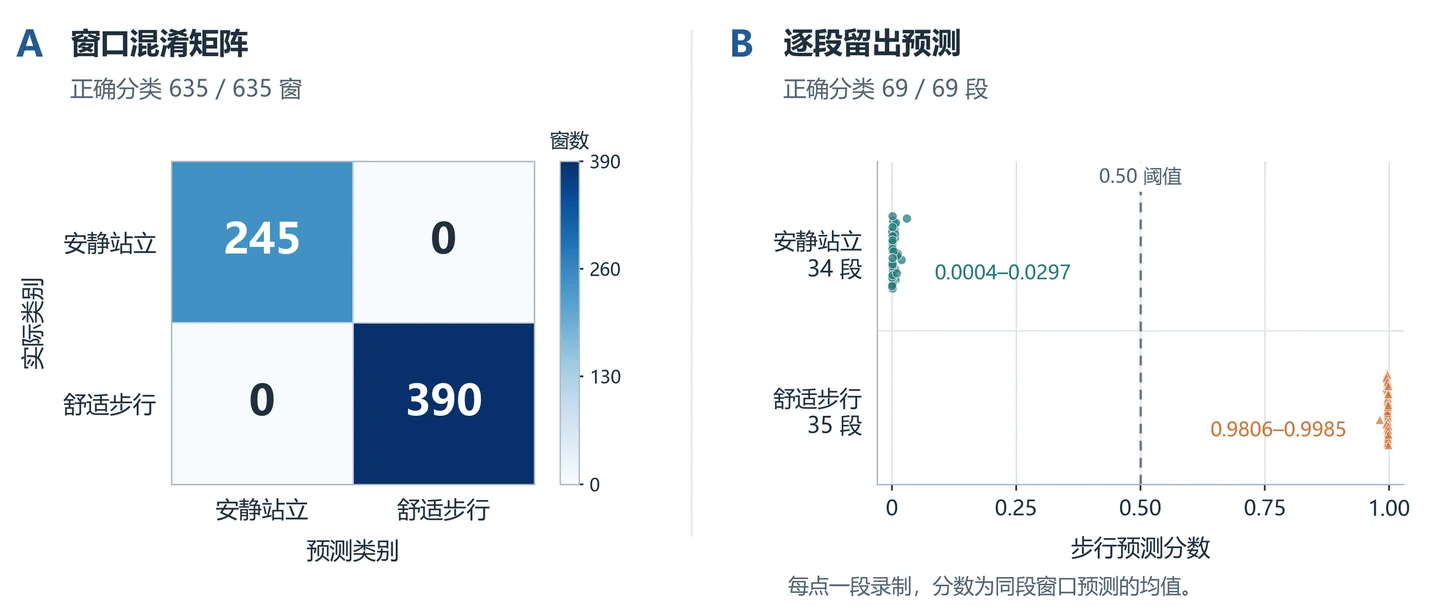 A 窗口混淆矩阵
正确分类 635 / 635 窗
窗数
390
260
130
0
实际类别
安静站立
245
0
舒适步行
0
390
安静站立
舒适步行
预测类别
B 逐段留出预测
正确分类 69 / 69 段
0.50 阈值
安静站立
34 段
0.0004–0.0297
舒适步行
35 段
0.9806–0.9985
0
0.25
0.50
0.75
1.00
步行预测分数
每点一段录制，分数为同段窗口预测的均值。